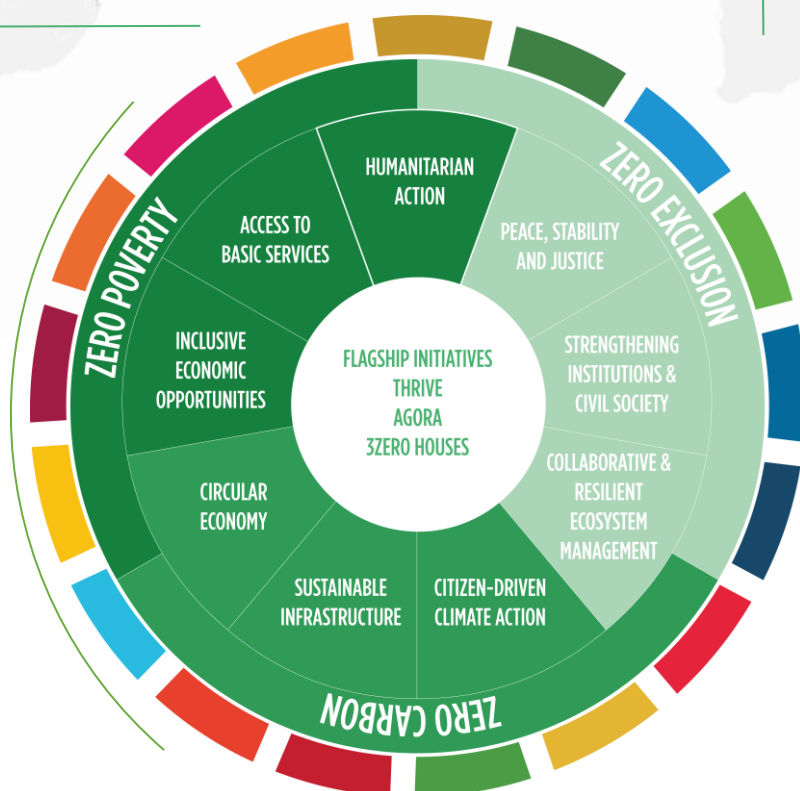 ZERO POVERTY
ZERO EXCLUSION
ZERO CARBON
HUMANITARIAN
ACTION
PEACE, STABILITY
AND JUSTICE
STRENGTHENING
INSTITUTIONS &
CIVIL SOCIETY
COLLABORATIVE &
RESILIENT
ECOSYSTEM
MANAGEMENT
CITIZEN-DRIVEN
CLIMATE ACTION
SUSTAINABLE
INFRASTRUCTURE
CIRCULAR
ECONOMY
INCLUSIVE
ECONOMIC
OPPORTUNITIES
ACCESS TO
BASIC SERVICES
FLAGSHIP INITIATIVES
THRIVE
AGORA
3ZERO HOUSES